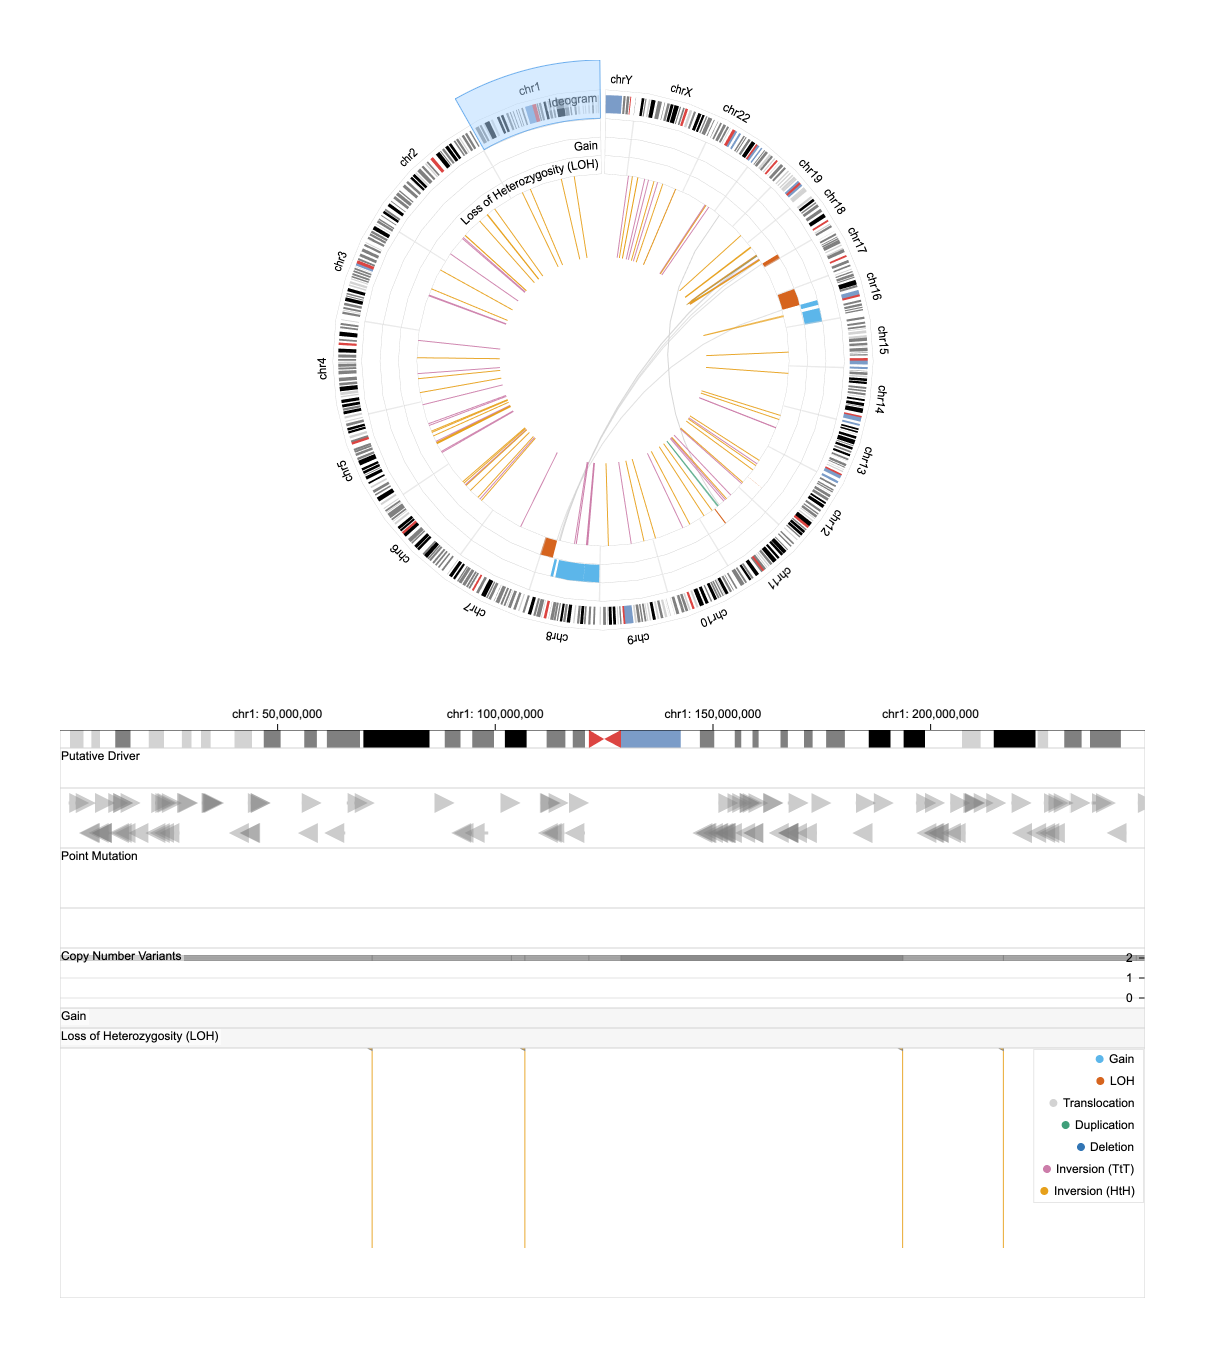 chr1
Ideogram
Gain
Loss of Heterozygosity (LOH)
chrY
chrX
chr22
chr19
chr18
chr17
chr16
chr15
chr14
chr13
chr12
chr11
chr10
chr9
chr8
chr7
chr6
chr5
chr4
chr3
chr2
chr1: 50,000,000
chr1: 100,000,000
chr1: 150,000,000
chr1: 200,000,000
Putative Driver
Point Mutation
Copy Number Variants
2
1
0
Gain
Loss of Heterozygosity (LOH)
Gain
LOH
Translocation
Duplication
Deletion
Inversion (TtT)
Inversion (HtH)